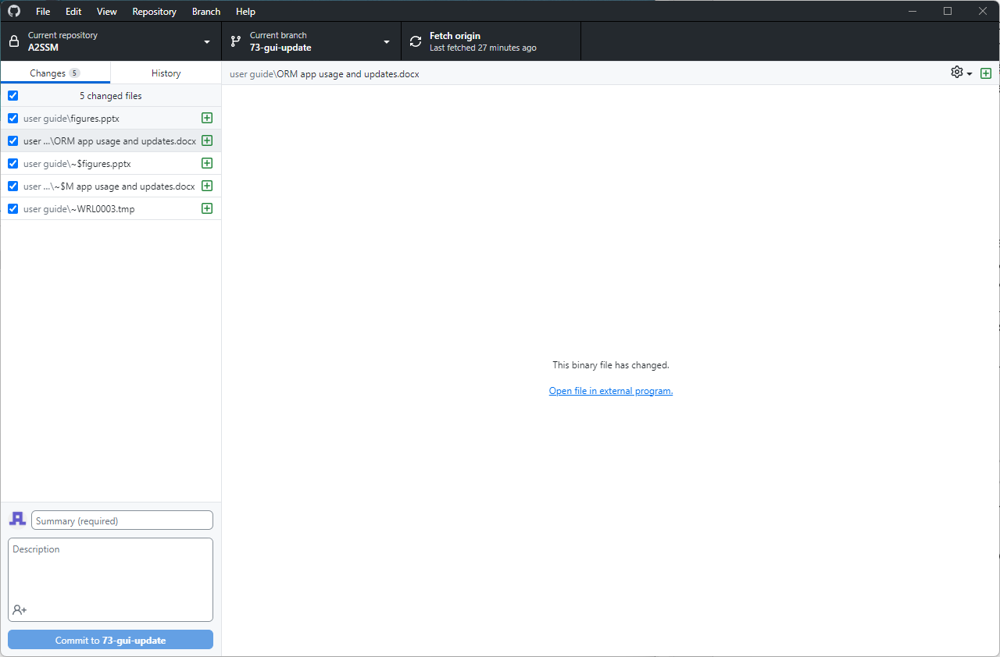 File Edit View Repository Branch Help
Current repository
A2SSM
Current branch
73-gui-update
Fetch origin
Last fetched 27 minutes ago
Changes 5
History
user guide\ORM app usage and updates.docx
5 changed files
user guide\figures.pptx
user ...\ORM app usage and updates.docx
user guide\~$figures.pptx
user ...\~$M app usage and updates.docx
user guide\~WRL0003.tmp
This binary file has changed.
Open file in external program.
Summary (required)
Description
Commit to 73-gui-update